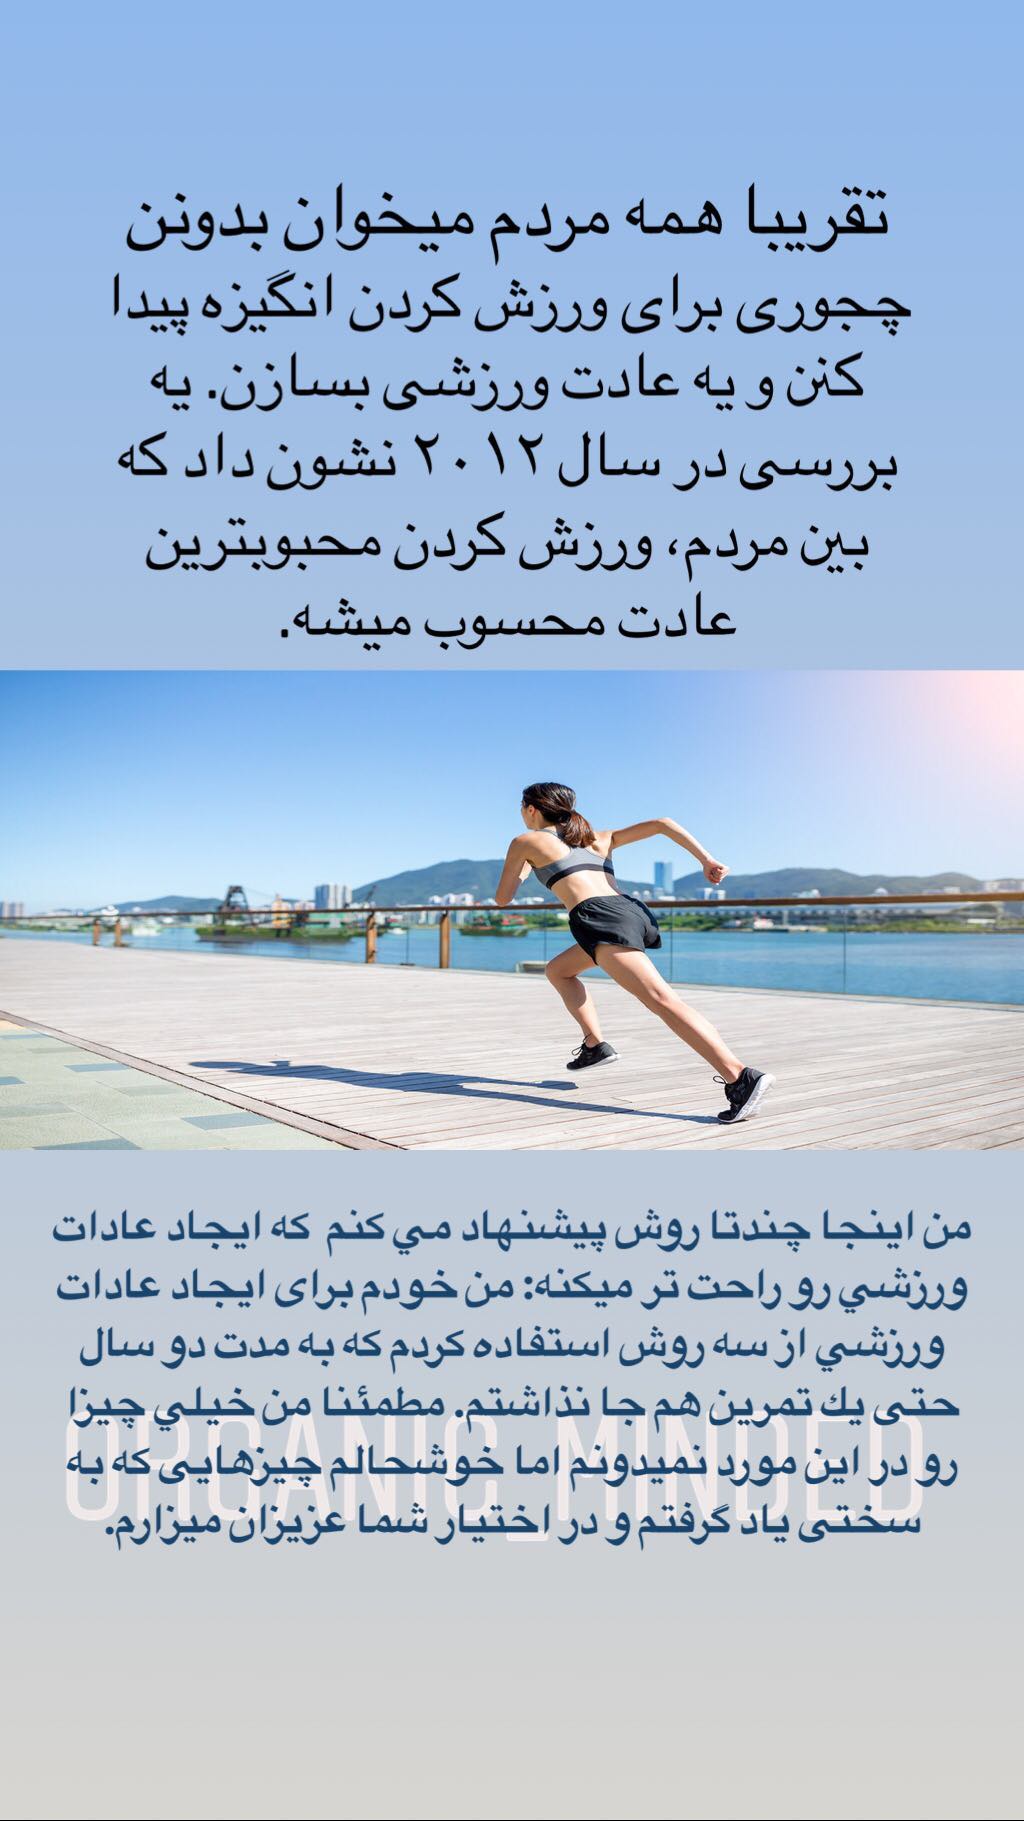 تقریبا همه مردم میخوان بدونن
چجوری برای ورزش کردن انگیزه پیدا
کنن و یه عادت ورزشی بسازن. یه
بررسی در سال ۲۰۱۲ نشون داد که
بین مردم، ورزش کردن محبوبترین
عادت محسوب میشه.
من اینجا چندتا روش پیشنهاد مي کنم که ایجاد عادات
ورزشي رو راحت تر میکنه: من خودم برای ایجاد عادات
ورزشي از سه روش استفاده کردم که به مدت دو سال
حتی يك تمرین هم جا نذاشتم. مطمئنا من خیلي چیزا
رو در این مورد نمیدونم اما خوشحالم چیزهایی که به
سختی یاد گرفتم و در اختیار شما عزیزان میزارم.
ORGANIC_MINDED